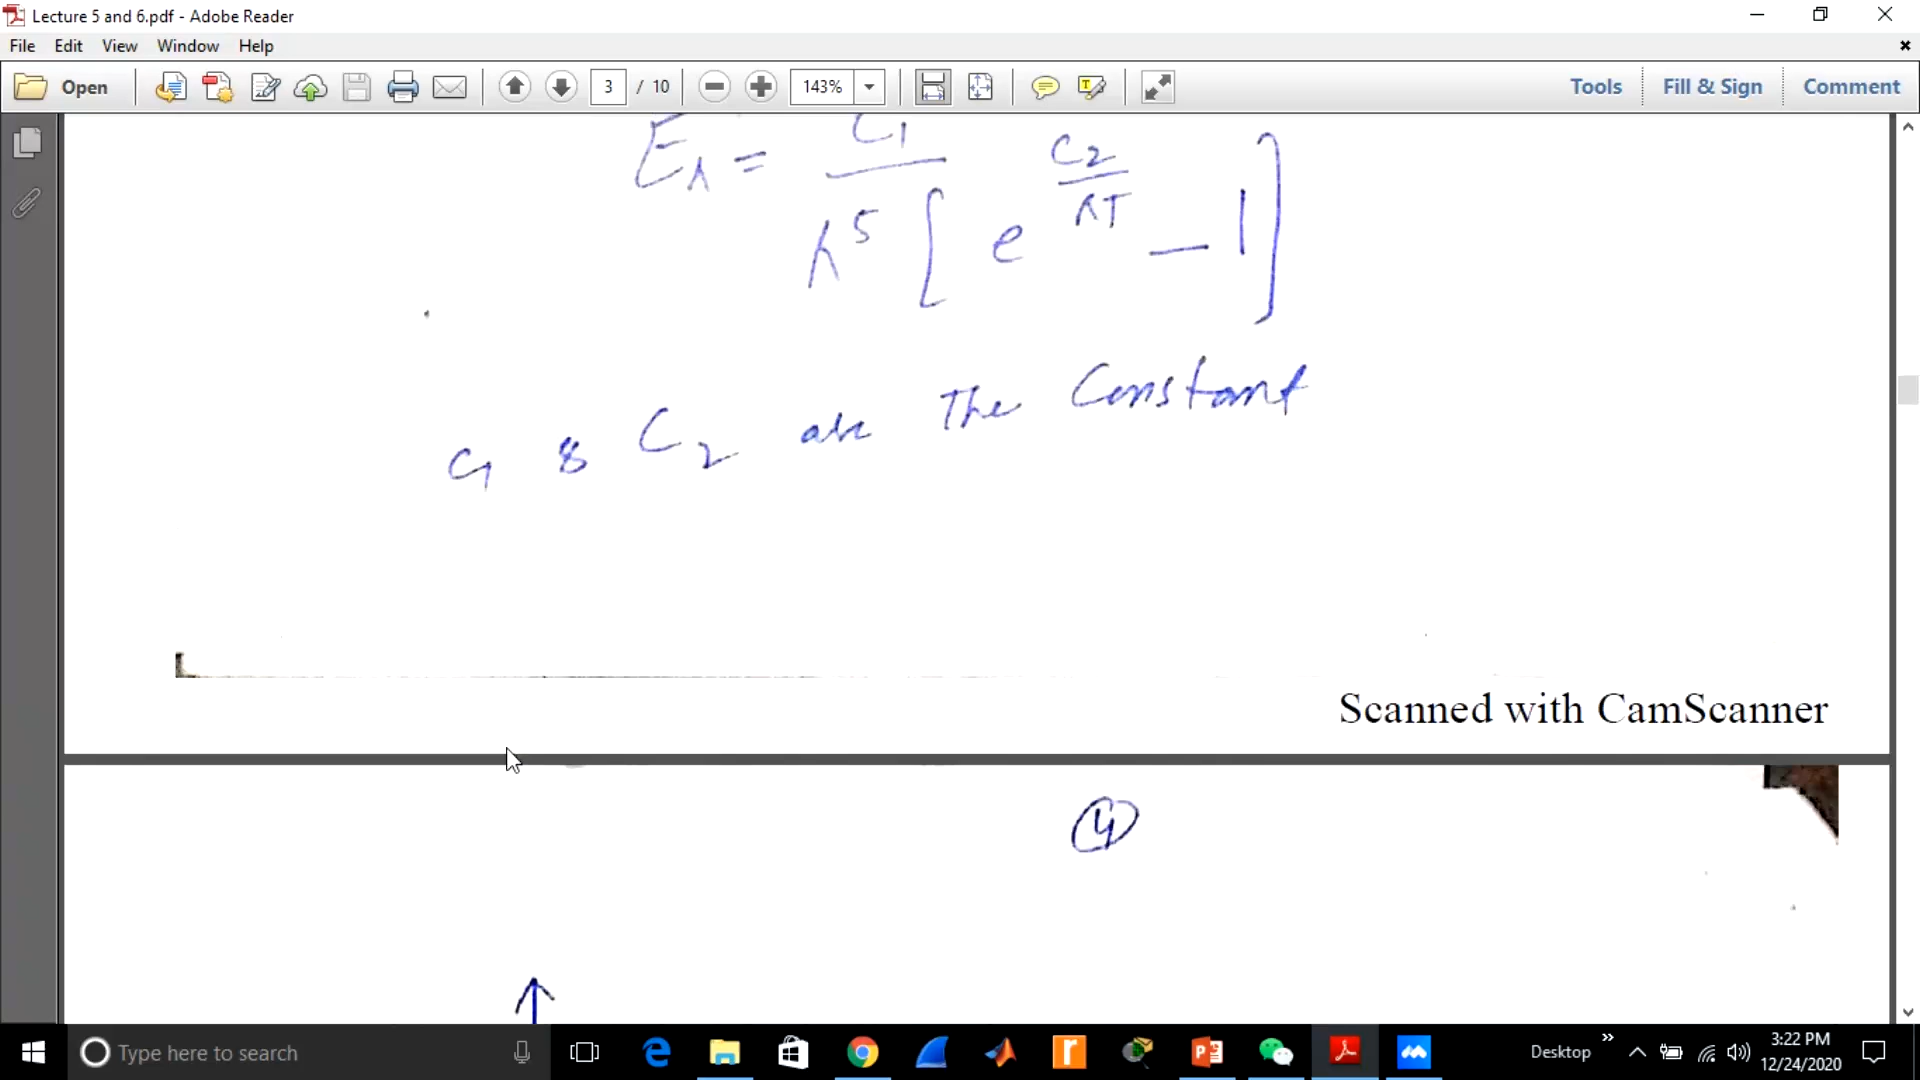 Lecture 5 and 6.pdf - Adobe Reader
File Edit View Window Help
Open 3 / 10 143% Tools Fill & Sign Comment
Eλ = C1 / λ^5 [ e^(C2/λT) - 1 ]
C1 & C2 are the Constant
Scanned with CamScanner
4
Type here to search
Desktop
3:22 PM
12/24/2020